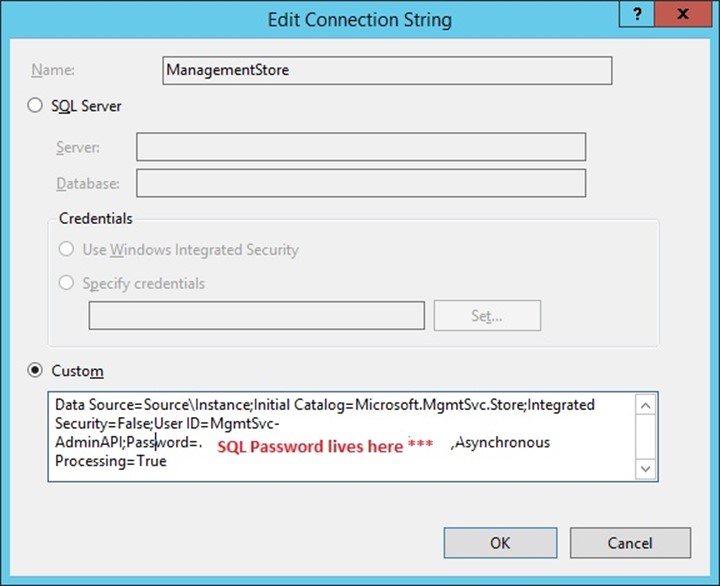 Edit Connection String
?
x
Name:
ManagementStore
SQL Server
Server:
Database:
Credentials
Use Windows Integrated Security
Specify credentials
Set...
Custom
Data Source=Source\Instance;Initial Catalog=Microsoft.MgmtSvc.Store;Integrated
Security=False;User ID=MgmtSvc-
AdminAPI;Password=. SQL Password lives here *** ,Asynchronous
Processing=True
OK
Cancel